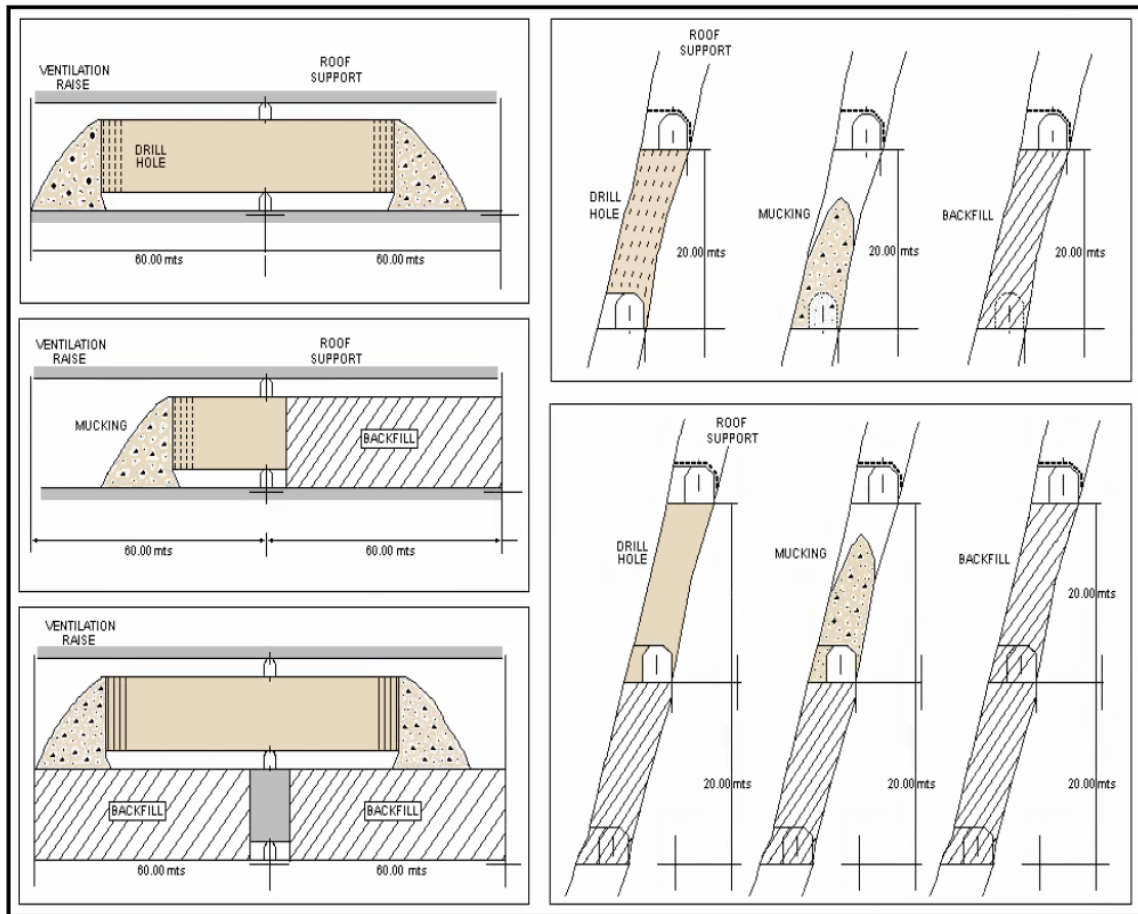 VENTILATION
RAISE
ROOF
SUPPORT
DRILL
HOLE
60.00 mts
60.00 mts
VENTILATION
RAISE
ROOF
SUPPORT
MUCKING
BACKFILL
60.00 mts
60.00 mts
VENTILATION
RAISE
BACKFILL
BACKFILL
60.00 mts
60.00 mts
ROOF
SUPPORT
DRILL
HOLE
20.00 mts
MUCKING
20.00 mts
BACKFILL
20.00 mts
ROOF
SUPPORT
DRILL
HOLE
MUCKING
BACKFILL
20.00 mts
20.00 mts
20.00 mts
20.00 mts